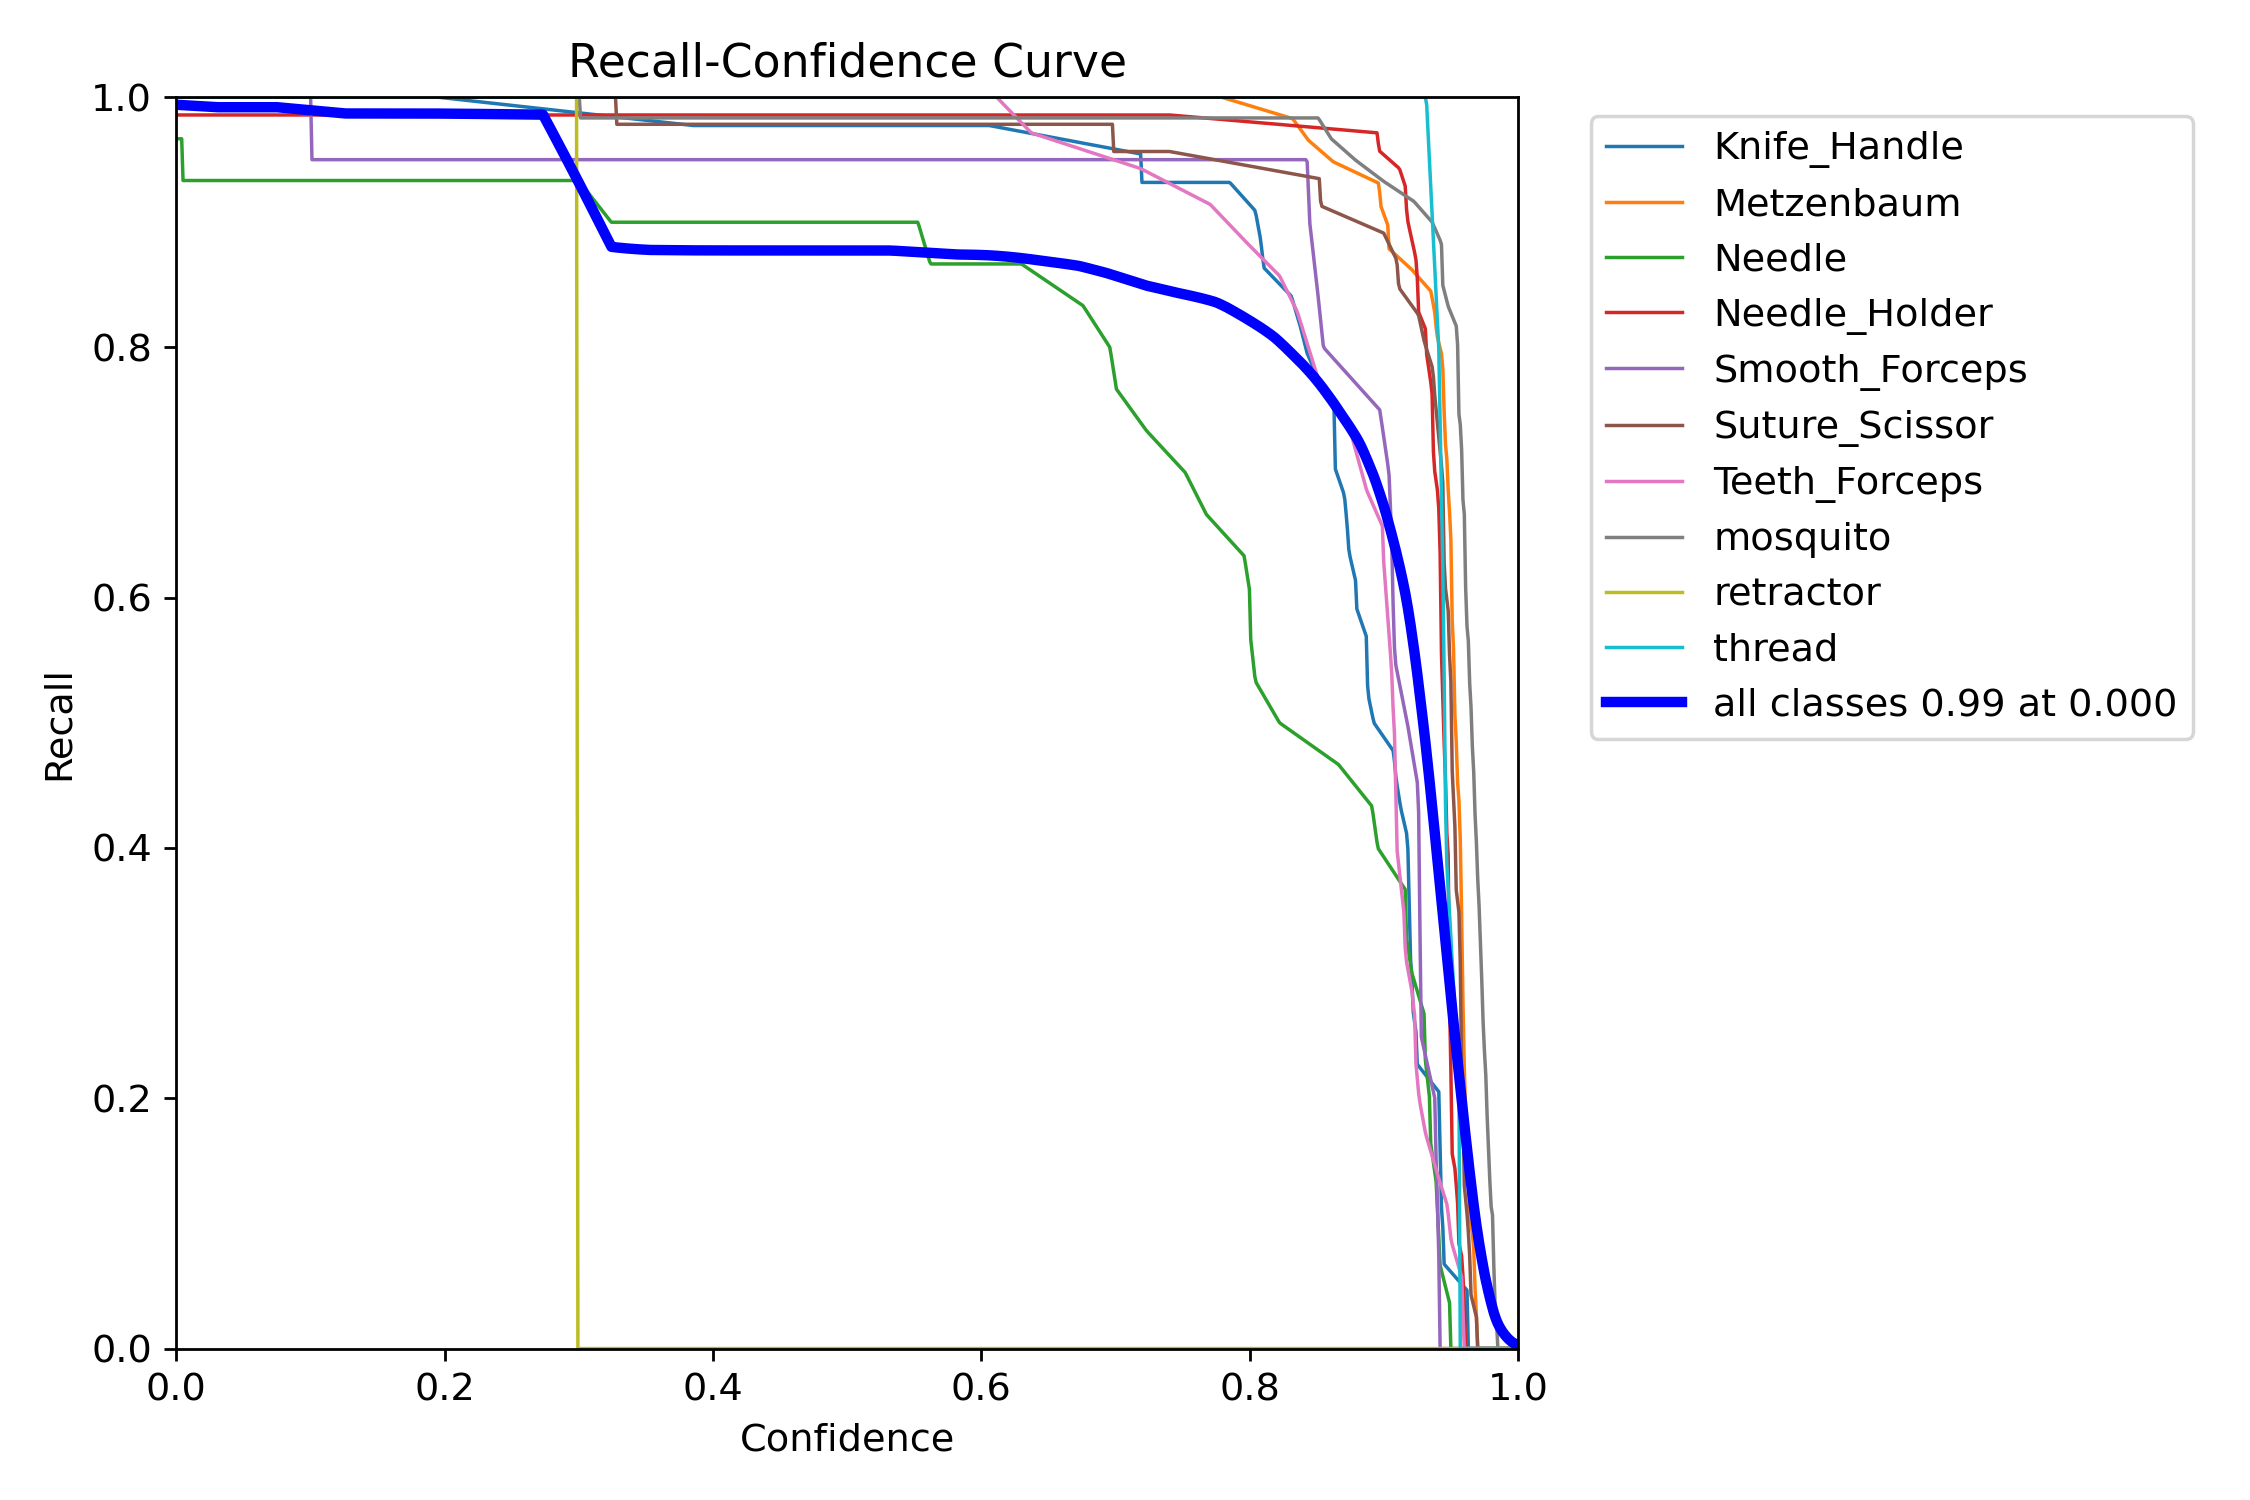 Recall-Confidence Curve
1.0
0.8
0.6
0.4
0.2
0.0
Recall
0.0 0.2 0.4 0.6 0.8 1.0
Confidence
Knife_Handle
Metzenbaum
Needle
Needle_Holder
Smooth_Forceps
Suture_Scissor
Teeth_Forceps
mosquito
retractor
thread
all classes 0.99 at 0.000